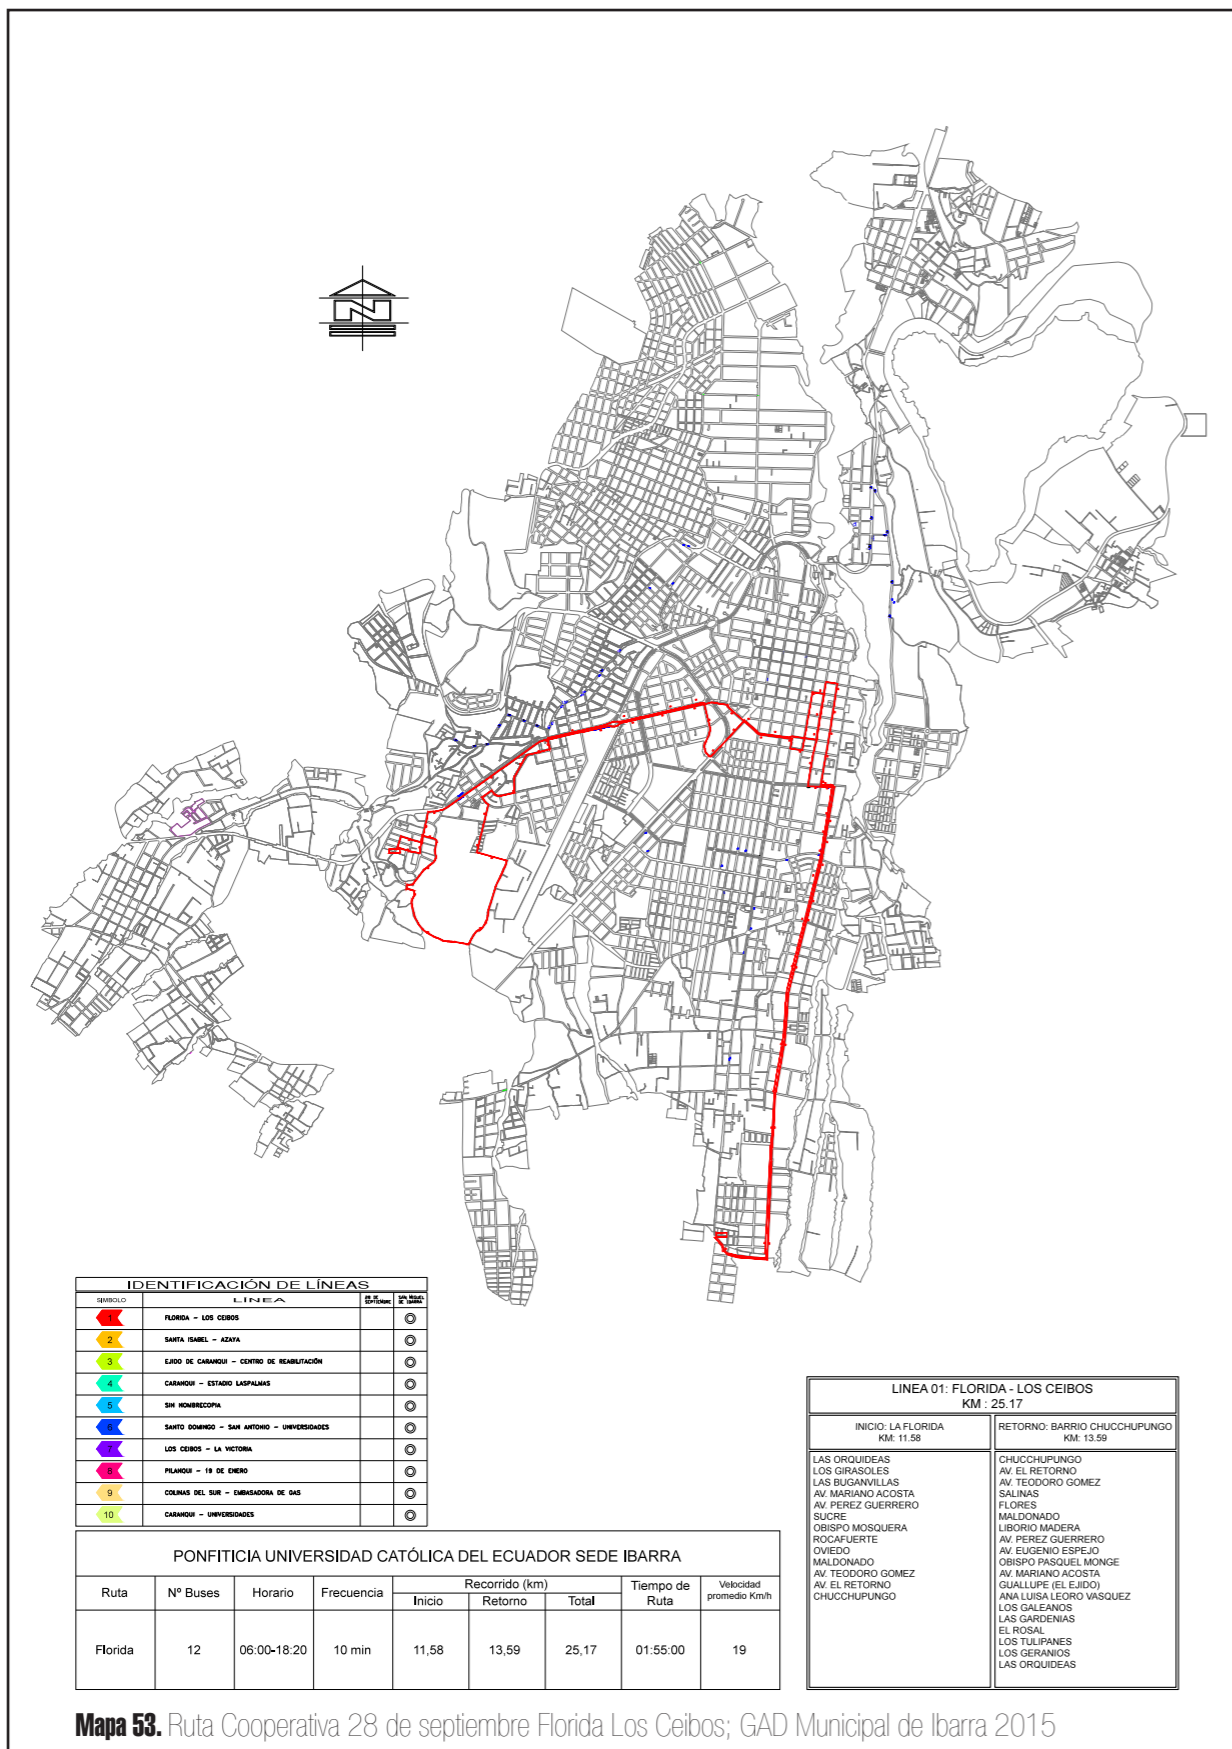 N
IDENTIFICACIÓN DE LÍNEAS
SIMBOLO LÍNEA 28 DE SEPTIEMBRE SAN MIGUEL DE IBARRA
1 FLORIDA - LOS CEIBOS
2 SANTA ISABEL - AZAYA
3 EJIDO DE CARANQUI - CENTRO DE REABILITACIÓN
4 CARANQUI - ESTADIO LASPALMAS
5 SIN NOMBRECOPIA
6 SANTO DOMINGO - SAN ANTONIO - UNIVERSIDADES
7 LOS CEIBOS - LA VICTORIA
8 PILANQUI - 19 DE ENERO
9 COLINAS DEL SUR - EMBASADORA DE GAS
10 CARANQUI - UNIVERSIDADES
LINEA 01: FLORIDA - LOS CEIBOS
KM : 25.17
INICIO: LA FLORIDA
KM: 11.58
LAS ORQUIDEAS
LOS GIRASOLES
LAS BUGANVILLAS
AV. MARIANO ACOSTA
AV. PEREZ GUERRERO
SUCRE
OBISPO MOSQUERA
ROCAFUERTE
OVIEDO
MALDONADO
AV. TEODORO GOMEZ
AV. EL RETORNO
CHUCCHUPUNGO
RETORNO: BARRIO CHUCCHUPUNGO
KM: 13.59
CHUCCHUPUNGO
AV. EL RETORNO
AV. TEODORO GOMEZ
SALINAS
FLORES
MALDONADO
LIBORIO MADERA
AV. PEREZ GUERRERO
AV. EUGENIO ESPEJO
OBISPO PASQUEL MONGE
AV. MARIANO ACOSTA
GUALLUPE (EL EJIDO)
ANA LUISA LEORO VASQUEZ
LOS GALEANOS
LAS GARDENIAS
EL ROSAL
LOS TULIPANES
LOS GERANIOS
LAS ORQUIDEAS
PONFITICIA UNIVERSIDAD CATÓLICA DEL ECUADOR SEDE IBARRA
Ruta Nº Buses Horario Frecuencia Recorrido (km) Tiempo de Ruta Velocidad promedio Km/h
Inicio Retorno Total
Florida 12 06:00-18:20 10 min 11,58 13,59 25,17 01:55:00 19
Mapa 53. Ruta Cooperativa 28 de septiembre Florida Los Ceibos; GAD Municipal de Ibarra 2015